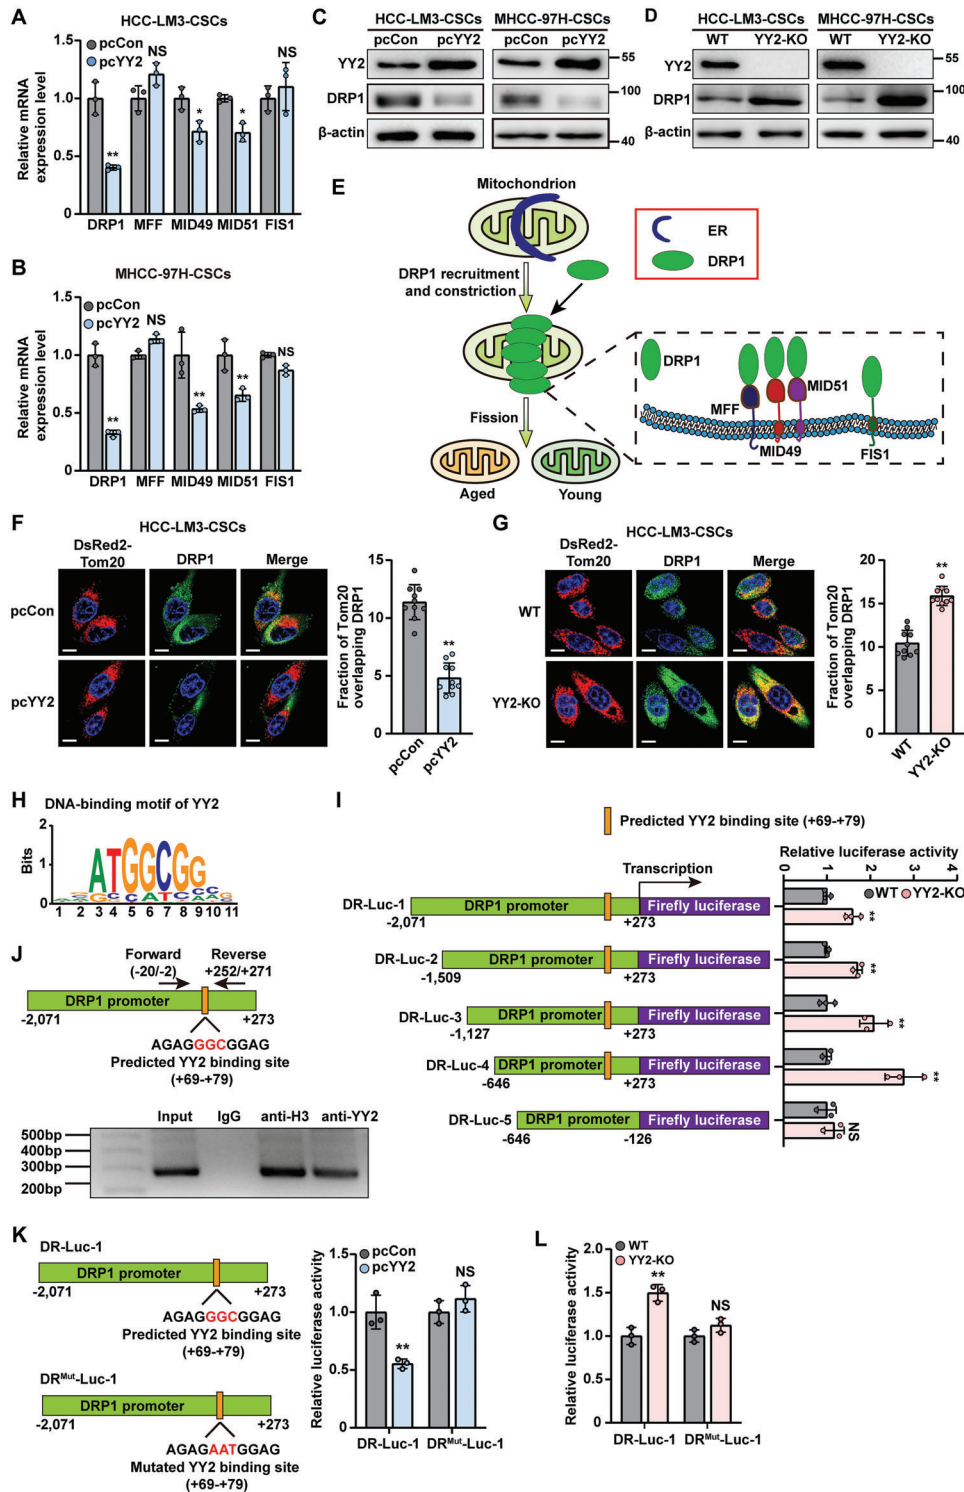 A
HCC-LM3-CSCs
Relative mRNA
expression level
1.5
1.0
0.5
0
pcCon
pcYY2
**
NS
*
*
NS
DRP1 MFF MID49 MID51 FIS1
B
MHCC-97H-CSCs
Relative mRNA
expression level
1.5
1.0
0.5
0
pcCon
pcYY2
**
NS
**
**
NS
DRP1 MFF MID49 MID51 FIS1
C
HCC-LM3-CSCs MHCC-97H-CSCs
pcCon pcYY2 pcCon pcYY2
YY2
55
DRP1
100
β-actin
40
D
HCC-LM3-CSCs MHCC-97H-CSCs
WT YY2-KO WT YY2-KO
YY2
55
DRP1
100
β-actin
40
E
Mitochondrion
DRP1 recruitment
and constriction
Fission
Aged
Young
ER
DRP1
DRP1
MFF
MID51
MID49
FIS1
F
HCC-LM3-CSCs
DsRed2-
Tom20
DRP1
Merge
pcCon
pcYY2
Fraction of Tom20
overlapping DRP1
15
10
5
0
**
pcCon
pcYY2
G
HCC-LM3-CSCs
DsRed2-
Tom20
DRP1
Merge
WT
YY2-KO
Fraction of Tom20
overlapping DRP1
20
15
10
5
0
**
WT
YY2-KO
H
DNA-binding motif of YY2
Bits
2
1
0
ATGGCGG
1 2 3 4 5 6 7 8 9 10 11
I
Predicted YY2 binding site (+69-+79)
Relative luciferase activity
0 1 2 3 4
WT YY2-KO
Transcription
DR-Luc-1
DRP1 promoter
Firefly luciferase
-2,071
+273
**
DR-Luc-2
DRP1 promoter
Firefly luciferase
-1,509
+273
**
DR-Luc-3
DRP1 promoter
Firefly luciferase
-1,127
+273
**
DR-Luc-4
DRP1 promoter
Firefly luciferase
-646
+273
**
DR-Luc-5
DRP1 promoter
Firefly luciferase
-646
-126
NS
J
Forward
(-20/-2)
Reverse
+252/+271)
DRP1 promoter
-2,071
+273
AGAGGGCGGAG
Predicted YY2 binding site
(+69-+79)
Input IgG anti-H3 anti-YY2
500bp
400bp
300bp
200bp
K
DR-Luc-1
DRP1 promoter
-2,071
+273
AGAGGGCGGAG
Predicted YY2 binding site
(+69-+79)
DRMut-Luc-1
DRP1 promoter
-2,071
+273
AGAGAATGGAG
Mutated YY2 binding site
(+69-+79)
Relative luciferase activity
1.5
1.0
0.5
0
pcCon
pcYY2
**
NS
DR-Luc-1 DRMut-Luc-1
L
Relative luciferase activity
2.0
1.5
1.0
0.5
0
WT
YY2-KO
**
NS
DR-Luc-1 DRMut-Luc-1